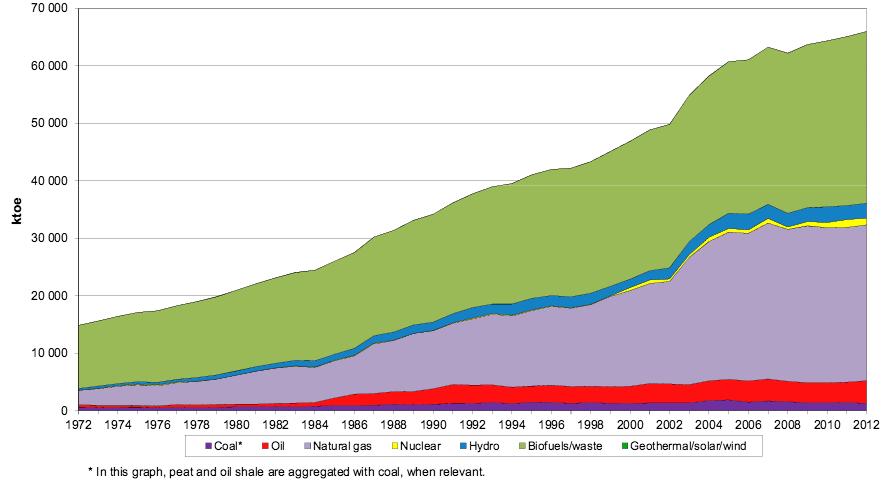 70 000
60 000
50 000
40 000
30 000
20 000
10 000
0
ktoe
1972 1974 1976 1978 1980 1982 1984 1986 1988 1990 1992 1994 1996 1998 2000 2002 2004 2006 2008 2010 2012
Coal* Oil Natural gas Nuclear Hydro Biofuels/waste Geothermal/solar/wind
* In this graph, peat and oil shale are aggregated with coal, when relevant.